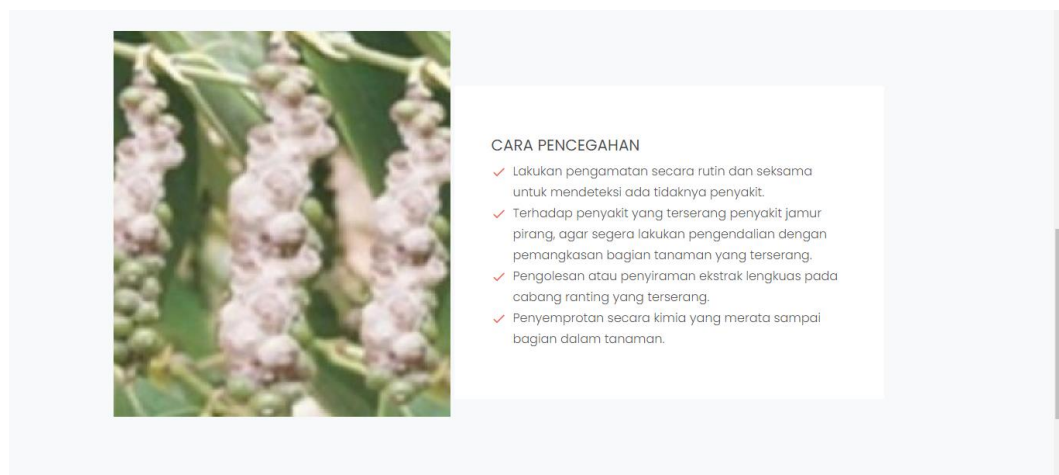 CARA PENCEGAHAN
Lakukan pengamatan secara rutin dan seksama
untuk mendeteksi ada tidaknya penyakit.
Terhadap penyakit yang terserang penyakit jamur
pirang, agar segera lakukan pengendalian dengan
pemangkasan bagian tanaman yang terserang.
Pengolesan atau penyiraman ekstrak lengkuas pada
cabang ranting yang terserang.
Penyemprotan secara kimia yang merata sampai
bagian dalam tanaman.